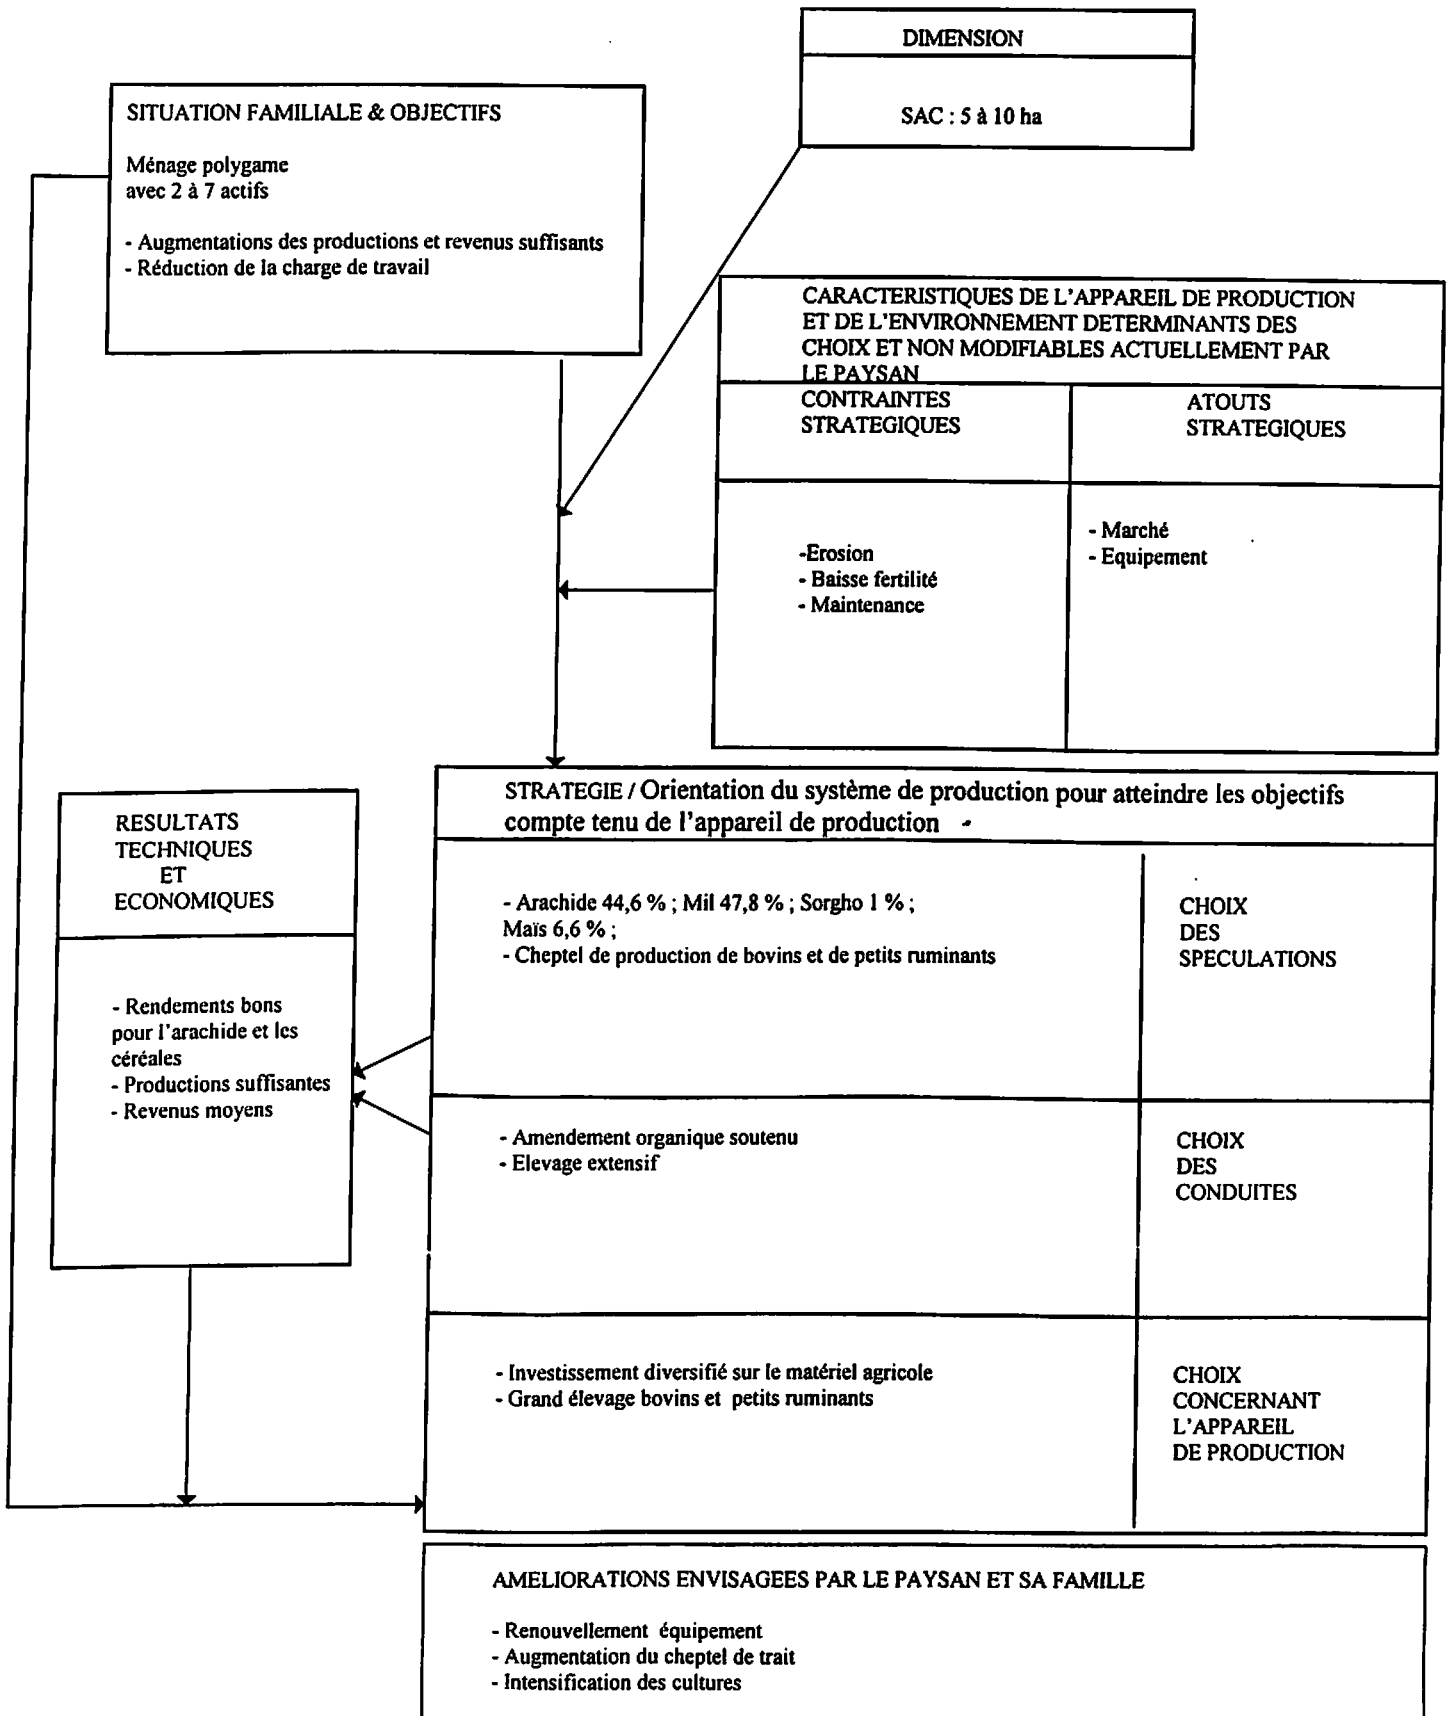 DIMENSION
SAC : 5 à 10 ha
SITUATION FAMILIALE & OBJECTIFS
Ménage polygame
avec 2 à 7 actifs
- Augmentations des productions et revenus suffisants
- Réduction de la charge de travail
CARACTERISTIQUES DE L'APPAREIL DE PRODUCTION
ET DE L'ENVIRONNEMENT DETERMINANTS DES
CHOIX ET NON MODIFIABLES ACTUELLEMENT PAR
LE PAYSAN
CONTRAINTES
STRATEGIQUES
ATOUTS
STRATEGIQUES
-Erosion
- Baisse fertilité
- Maintenance
- Marché
- Equipement
STRATEGIE / Orientation du système de production pour atteindre les objectifs
compte tenu de l'appareil de production -
RESULTATS
TECHNIQUES
ET
ECONOMIQUES
- Rendements bons
pour l'arachide et les
céréales
- Productions suffisantes
- Revenus moyens
- Arachide 44,6 % ; Mil 47,8 % ; Sorgho 1 % ;
Maïs 6,6 % ;
- Cheptel de production de bovins et de petits ruminants
CHOIX
DES
SPECULATIONS
- Amendement organique soutenu
- Elevage extensif
CHOIX
DES
CONDUITES
- Investissement diversifié sur le matériel agricole
- Grand élevage bovins et petits ruminants
CHOIX
CONCERNANT
L'APPAREIL
DE PRODUCTION
AMELIORATIONS ENVISAGEES PAR LE PAYSAN ET SA FAMILLE
- Renouvellement équipement
- Augmentation du cheptel de trait
- Intensification des cultures